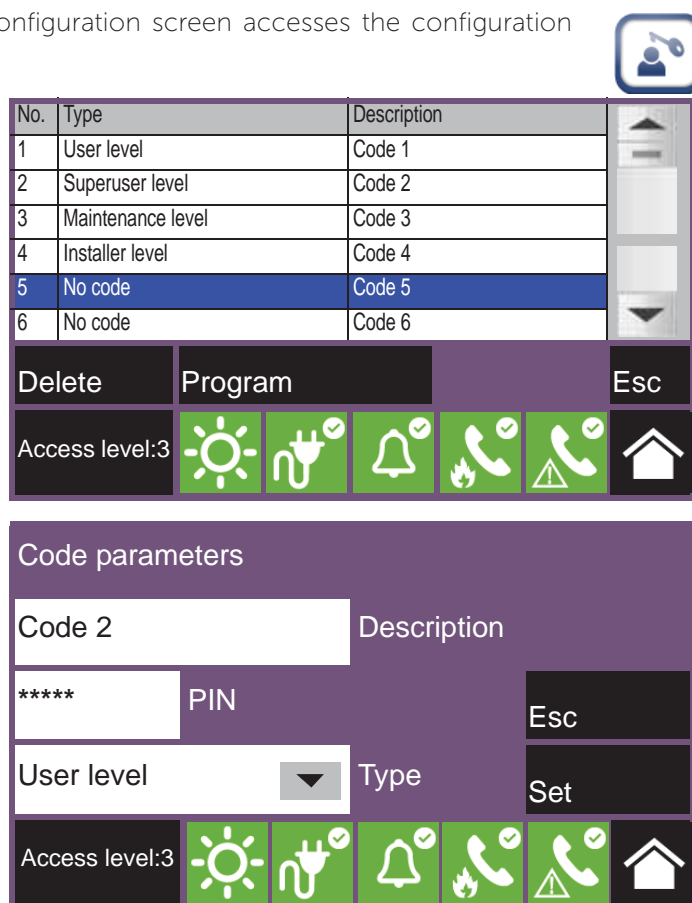 onfiguration screen accesses the configuration
No. Type Description
1 User level Code 1
2 Superuser level Code 2
3 Maintenance level Code 3
4 Installer level Code 4
5 No code Code 5
6 No code Code 6
Delete Program Esc
Access level:3
Code parameters
Code 2 Description
***** PIN
Esc
User level Type
Set
Access level:3